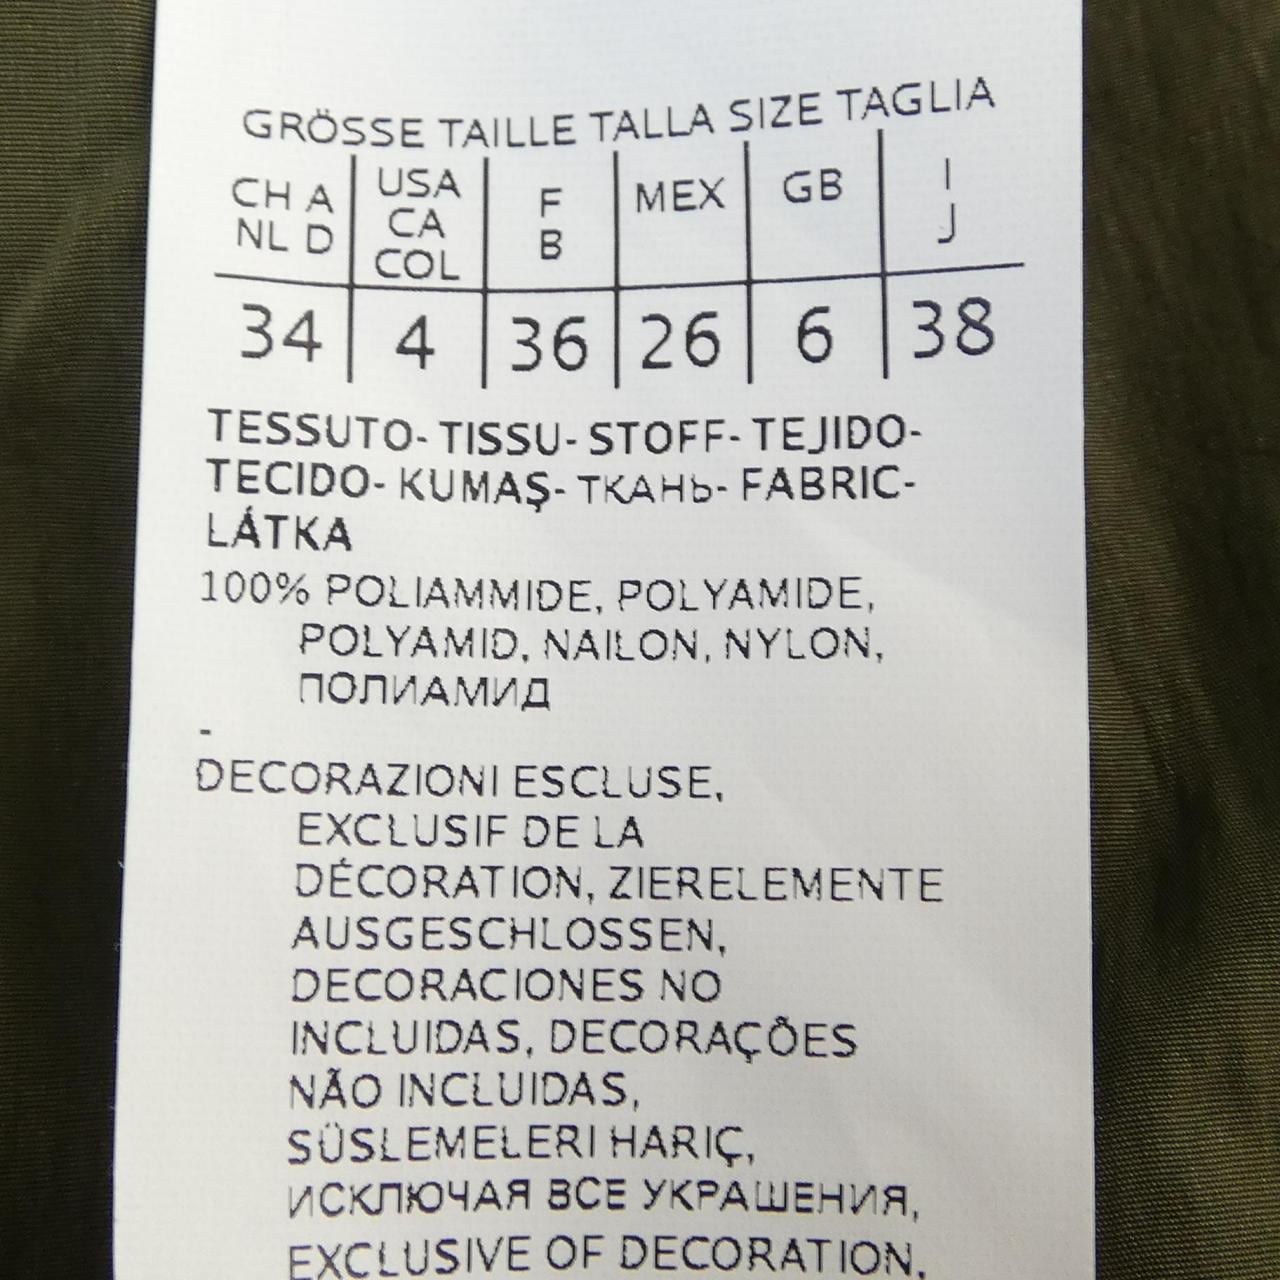 GRÖSSE TAILLE TALLA SIZE TAGLIA
CH A USA F MEX GB I
NL D CA B J
COL
34 4 36 26 6 38
TESSUTO- TISSU- STOFF- TEJIDO-
TECIDO- KUMAŞ- ТКАНЬ- FABRIC-
LÁTKA
100% POLIAMMIDE, POLYAMIDE,
POLYAMID, NAILON, NYLON,
ПОЛИАМИД
-
DECORAZIONI ESCLUSE,
EXCLUSIF DE LA
DÉCORATION, ZIERELEMENTE
AUSGESCHLOSSEN,
DECORACIONES NO
INCLUIDAS, DECORAÇÕES
NÃO INCLUIDAS,
SÜSLEMELERI HARIÇ,
ИСКЛЮЧАЯ ВСЕ УКРАШЕНИЯ,
EXCLUSIVE OF DECORATION,